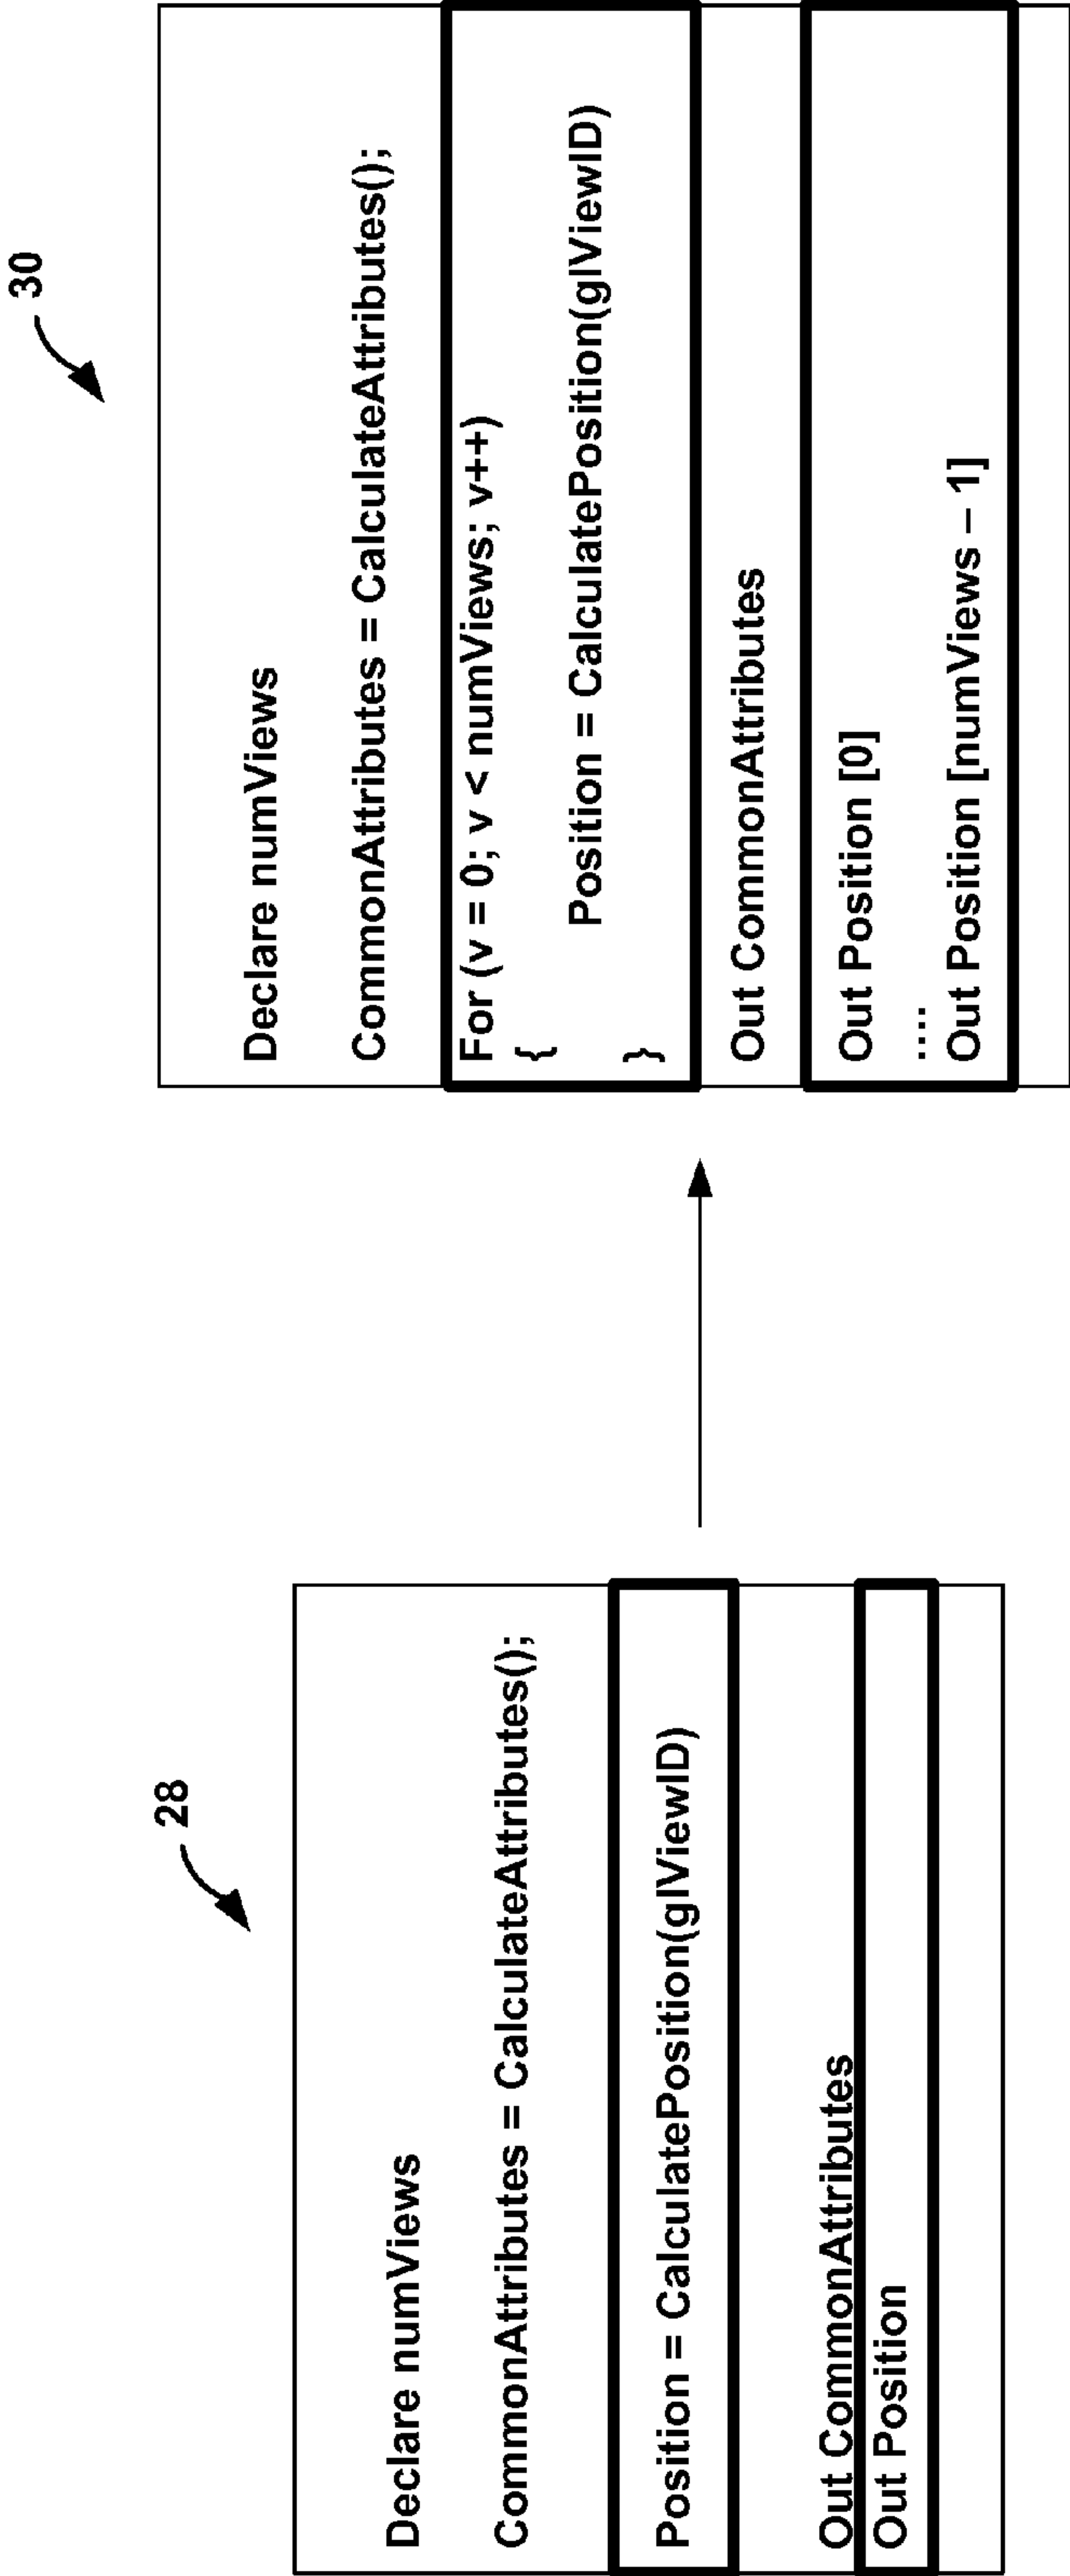 28
Declare numViews
CommonAttributes = CalculateAttributes();
Position = CalculatePosition(glViewID)
Out CommonAttributes
Out Position
30
Declare numViews
CommonAttributes = CalculateAttributes();
For (v = 0; v < numViews; v++)
{
Position = CalculatePosition(glViewID)
}
Out CommonAttributes
Out Position [0]
....
Out Position [numViews – 1]